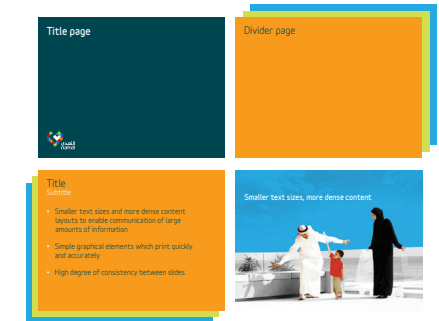 Title page
النهدي
nahdi
Divider page
Title
Subtitle
• Smaller text sizes and more dense content
layouts to enable communication of large
amounts of information
• Simple graphical elements which print quickly
and accurately
• High degree of consistency between slides
Smaller text sizes, more dense content